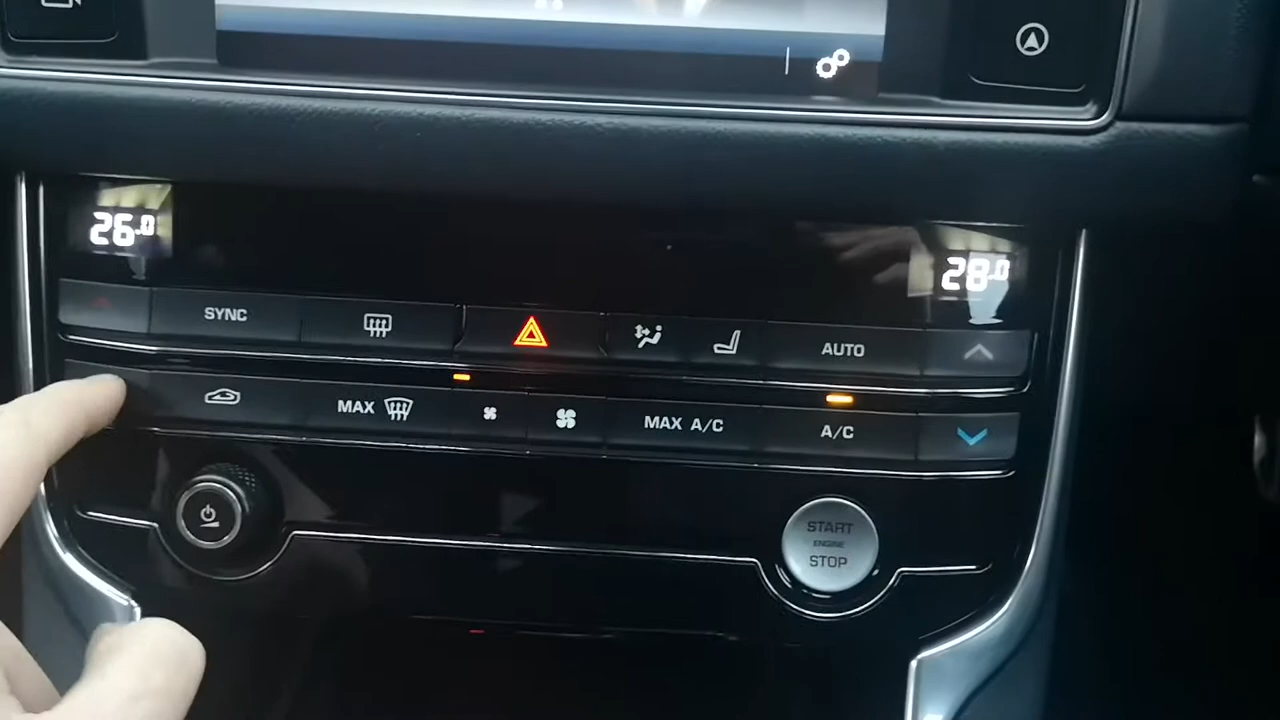 26.0
28.0
SYNC
AUTO
MAX
MAX A/C
A/C
START
ENGINE
STOP